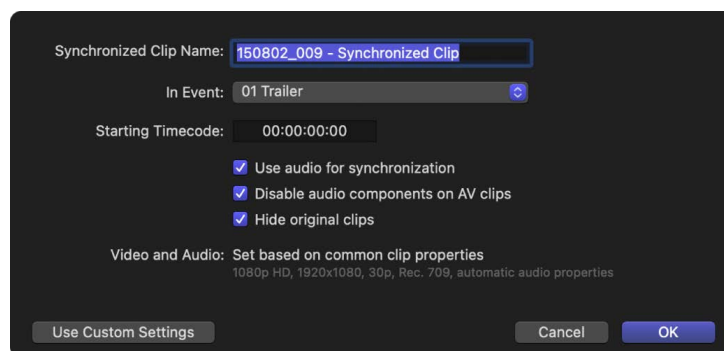 Synchronized Clip Name: 150802_009 - Synchronized Clip
In Event: 01 Trailer
Starting Timecode: 00:00:00:00
Use audio for synchronization
Disable audio components on AV clips
Hide original clips
Video and Audio: Set based on common clip properties
1080p HD, 1920x1080, 30p, Rec. 709, automatic audio properties
Use Custom Settings Cancel OK